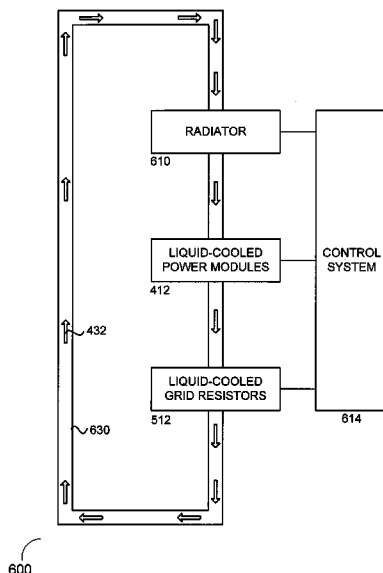 RADIATOR
610
LIQUID-COOLED
POWER MODULES
412
CONTROL
SYSTEM
432
LIQUID-COOLED
GRID RESISTORS
512
614
630
600